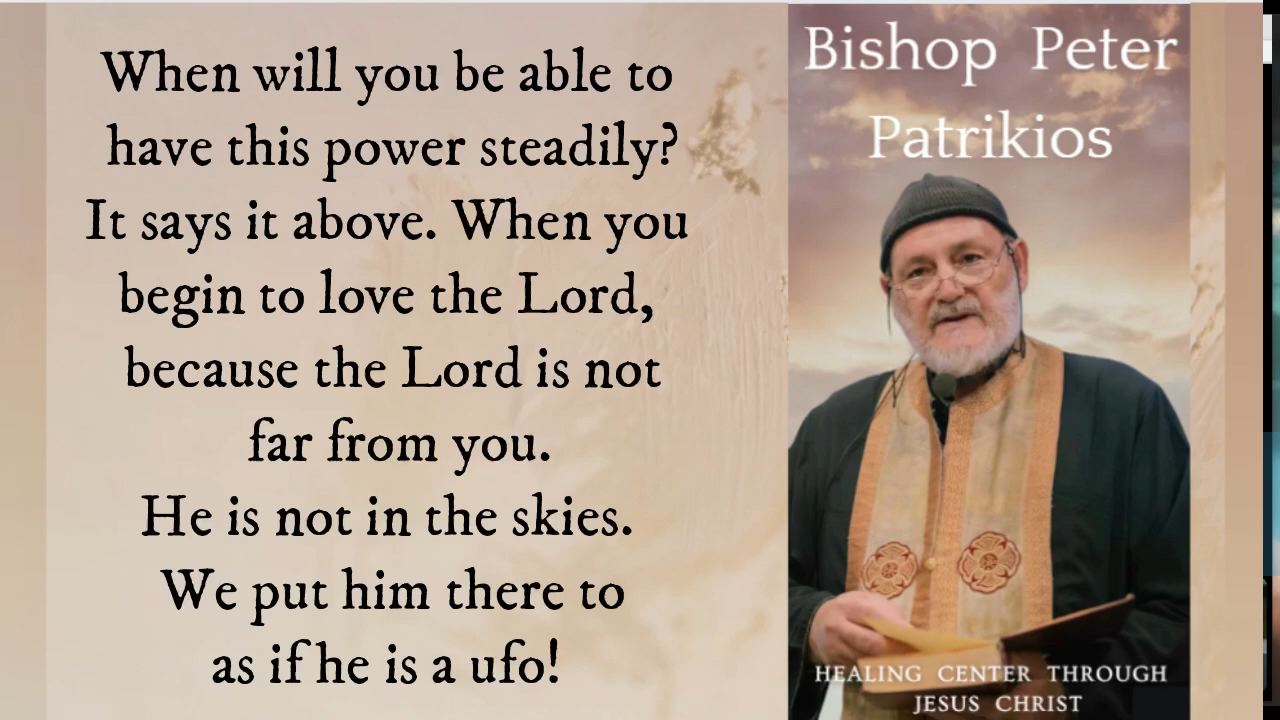 When will you be able to
have this power steadily?
It says it above. When you
begin to love the Lord,
because the Lord is not
far from you.
He is not in the skies.
We put him there to
as if he is a ufo!
Bishop Peter
Patrikios
HEALING CENTER THROUGH
JESUS CHRIST